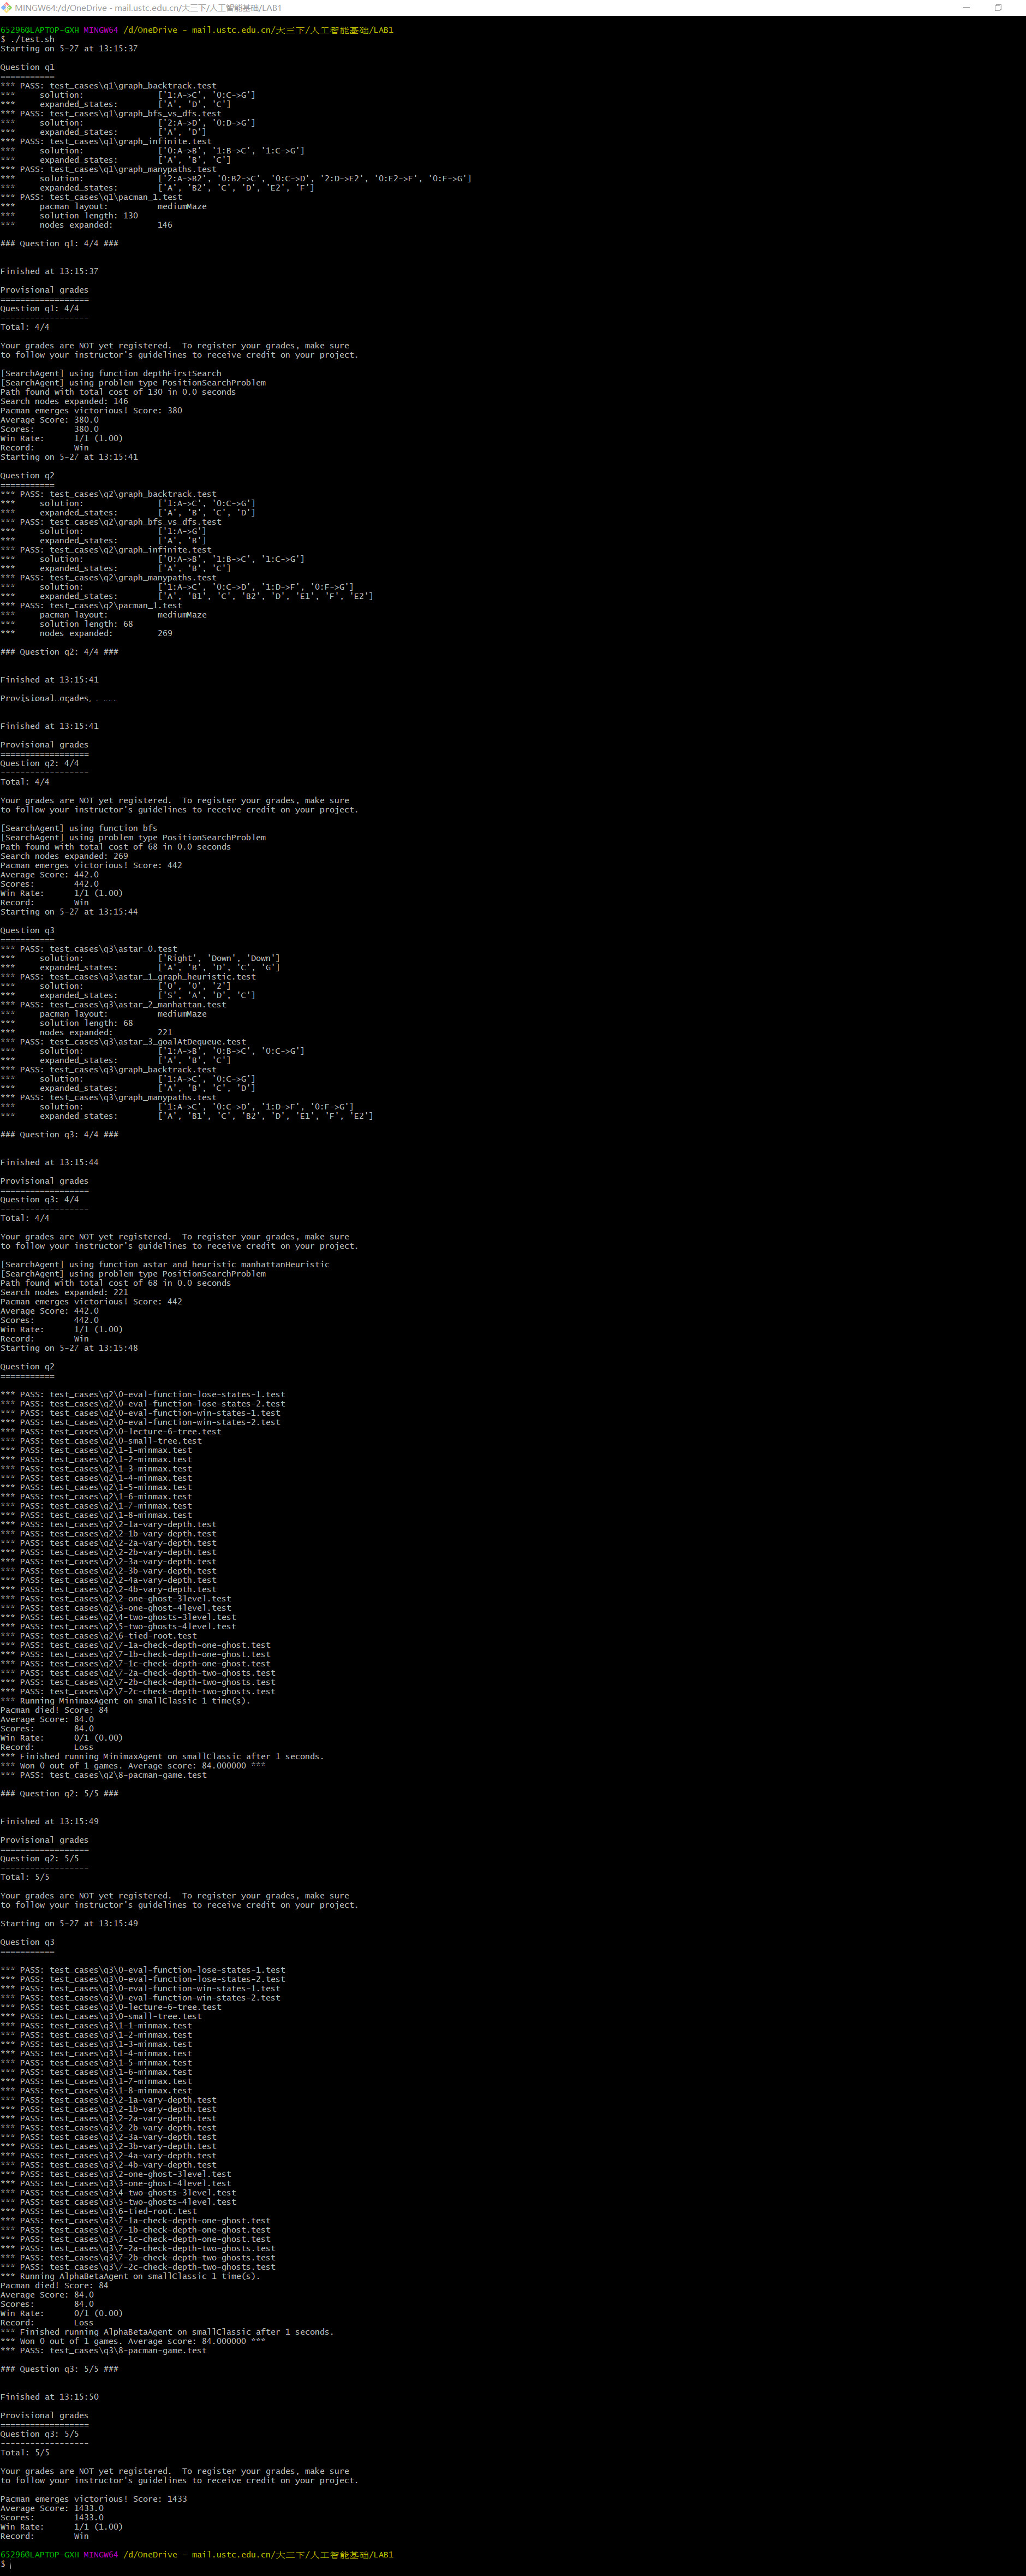 MINGW64:/d/OneDrive - mail.ustc.edu.cn/大三下/人工智能基础/LAB1
65296@LAPTOP-GXH MINGW64 /d/OneDrive - mail.ustc.edu.cn/大三下/人工智能基础/LAB1
$ ./test.sh
Starting on 5-27 at 13:15:37
Question q1
===========
*** PASS: test_cases\q1\graph_backtrack.test
***     solution:               ['1:A->C', '0:C->G']
***     expanded_states:        ['A', 'D', 'C']
*** PASS: test_cases\q1\graph_bfs_vs_dfs.test
***     solution:               ['2:A->D', '0:D->G']
***     expanded_states:        ['A', 'D']
*** PASS: test_cases\q1\graph_infinite.test
***     solution:               ['0:A->B', '1:B->C', '1:C->G']
***     expanded_states:        ['A', 'B', 'C']
*** PASS: test_cases\q1\graph_manypaths.test
***     solution:               ['2:A->B2', '0:B2->C', '0:C->D', '2:D->E2', '0:E2->F', '0:F->G']
***     expanded_states:        ['A', 'B2', 'C', 'D', 'E2', 'F']
*** PASS: test_cases\q1\pacman_1.test
***     pacman layout:          mediumMaze
***     solution length: 130
***     nodes expanded:         146
### Question q1: 4/4 ###
Finished at 13:15:37
Provisional grades
==================
Question q1: 4/4
------------------
Total: 4/4
Your grades are NOT yet registered.  To register your grades, make sure
to follow your instructor's guidelines to receive credit on your project.
[SearchAgent] using function depthFirstSearch
[SearchAgent] using problem type PositionSearchProblem
Path found with total cost of 130 in 0.0 seconds
Search nodes expanded: 146
Pacman emerges victorious! Score: 380
Average Score: 380.0
Scores:        380.0
Win Rate:      1/1 (1.00)
Record:        Win
Starting on 5-27 at 13:15:41
Question q2
===========
*** PASS: test_cases\q2\graph_backtrack.test
***     solution:               ['1:A->C', '0:C->G']
***     expanded_states:        ['A', 'B', 'C', 'D']
*** PASS: test_cases\q2\graph_bfs_vs_dfs.test
***     solution:               ['1:A->G']
***     expanded_states:        ['A', 'B']
*** PASS: test_cases\q2\graph_infinite.test
***     solution:               ['0:A->B', '1:B->C', '1:C->G']
***     expanded_states:        ['A', 'B', 'C']
*** PASS: test_cases\q2\graph_manypaths.test
***     solution:               ['1:A->C', '0:C->D', '1:D->F', '0:F->G']
***     expanded_states:        ['A', 'B1', 'C', 'B2', 'D', 'E1', 'F', 'E2']
*** PASS: test_cases\q2\pacman_1.test
***     pacman layout:          mediumMaze
***     solution length: 68
***     nodes expanded:         269
### Question q2: 4/4 ###
Finished at 13:15:41
Provisional grades
Finished at 13:15:41
Provisional grades
==================
Question q2: 4/4
------------------
Total: 4/4
Your grades are NOT yet registered.  To register your grades, make sure
to follow your instructor's guidelines to receive credit on your project.
[SearchAgent] using function bfs
[SearchAgent] using problem type PositionSearchProblem
Path found with total cost of 68 in 0.0 seconds
Search nodes expanded: 269
Pacman emerges victorious! Score: 442
Average Score: 442.0
Scores:        442.0
Win Rate:      1/1 (1.00)
Record:        Win
Starting on 5-27 at 13:15:44
Question q3
===========
*** PASS: test_cases\q3\astar_0.test
***     solution:               ['Right', 'Down', 'Down']
***     expanded_states:        ['A', 'B', 'D', 'C', 'G']
*** PASS: test_cases\q3\astar_1_graph_heuristic.test
***     solution:               ['0', '0', '2']
***     expanded_states:        ['S', 'A', 'D', 'C']
*** PASS: test_cases\q3\astar_2_manhattan.test
***     pacman layout:          mediumMaze
***     solution length: 68
***     nodes expanded:         221
*** PASS: test_cases\q3\astar_3_goalAtDequeue.test
***     solution:               ['1:A->B', '0:B->C', '0:C->G']
***     expanded_states:        ['A', 'B', 'C']
*** PASS: test_cases\q3\graph_backtrack.test
***     solution:               ['1:A->C', '0:C->G']
***     expanded_states:        ['A', 'B', 'C', 'D']
*** PASS: test_cases\q3\graph_manypaths.test
***     solution:               ['1:A->C', '0:C->D', '1:D->F', '0:F->G']
***     expanded_states:        ['A', 'B1', 'C', 'B2', 'D', 'E1', 'F', 'E2']
### Question q3: 4/4 ###
Finished at 13:15:44
Provisional grades
==================
Question q3: 4/4
------------------
Total: 4/4
Your grades are NOT yet registered.  To register your grades, make sure
to follow your instructor's guidelines to receive credit on your project.
[SearchAgent] using function astar and heuristic manhattanHeuristic
[SearchAgent] using problem type PositionSearchProblem
Path found with total cost of 68 in 0.0 seconds
Search nodes expanded: 221
Pacman emerges victorious! Score: 442
Average Score: 442.0
Scores:        442.0
Win Rate:      1/1 (1.00)
Record:        Win
Starting on 5-27 at 13:15:48
Question q2
===========
*** PASS: test_cases\q2\0-eval-function-lose-states-1.test
*** PASS: test_cases\q2\0-eval-function-lose-states-2.test
*** PASS: test_cases\q2\0-eval-function-win-states-1.test
*** PASS: test_cases\q2\0-eval-function-win-states-2.test
*** PASS: test_cases\q2\0-lecture-6-tree.test
*** PASS: test_cases\q2\0-small-tree.test
*** PASS: test_cases\q2\1-1-minmax.test
*** PASS: test_cases\q2\1-2-minmax.test
*** PASS: test_cases\q2\1-3-minmax.test
*** PASS: test_cases\q2\1-4-minmax.test
*** PASS: test_cases\q2\1-5-minmax.test
*** PASS: test_cases\q2\1-6-minmax.test
*** PASS: test_cases\q2\1-7-minmax.test
*** PASS: test_cases\q2\1-8-minmax.test
*** PASS: test_cases\q2\2-1a-vary-depth.test
*** PASS: test_cases\q2\2-1b-vary-depth.test
*** PASS: test_cases\q2\2-2a-vary-depth.test
*** PASS: test_cases\q2\2-2b-vary-depth.test
*** PASS: test_cases\q2\2-3a-vary-depth.test
*** PASS: test_cases\q2\2-3b-vary-depth.test
*** PASS: test_cases\q2\2-4a-vary-depth.test
*** PASS: test_cases\q2\2-4b-vary-depth.test
*** PASS: test_cases\q2\2-one-ghost-3level.test
*** PASS: test_cases\q2\3-one-ghost-4level.test
*** PASS: test_cases\q2\4-two-ghosts-3level.test
*** PASS: test_cases\q2\5-two-ghosts-4level.test
*** PASS: test_cases\q2\6-tied-root.test
*** PASS: test_cases\q2\7-1a-check-depth-one-ghost.test
*** PASS: test_cases\q2\7-1b-check-depth-one-ghost.test
*** PASS: test_cases\q2\7-1c-check-depth-one-ghost.test
*** PASS: test_cases\q2\7-2a-check-depth-two-ghosts.test
*** PASS: test_cases\q2\7-2b-check-depth-two-ghosts.test
*** PASS: test_cases\q2\7-2c-check-depth-two-ghosts.test
*** Running MinimaxAgent on smallClassic 1 time(s).
Pacman died! Score: 84
Average Score: 84.0
Scores:        84.0
Win Rate:      0/1 (0.00)
Record:        Loss
*** Finished running MinimaxAgent on smallClassic after 1 seconds.
*** Won 0 out of 1 games. Average score: 84.000000 ***
*** PASS: test_cases\q2\8-pacman-game.test
### Question q2: 5/5 ###
Finished at 13:15:49
Provisional grades
==================
Question q2: 5/5
------------------
Total: 5/5
Your grades are NOT yet registered.  To register your grades, make sure
to follow your instructor's guidelines to receive credit on your project.
Starting on 5-27 at 13:15:49
Question q3
===========
*** PASS: test_cases\q3\0-eval-function-lose-states-1.test
*** PASS: test_cases\q3\0-eval-function-lose-states-2.test
*** PASS: test_cases\q3\0-eval-function-win-states-1.test
*** PASS: test_cases\q3\0-eval-function-win-states-2.test
*** PASS: test_cases\q3\0-lecture-6-tree.test
*** PASS: test_cases\q3\0-small-tree.test
*** PASS: test_cases\q3\1-1-minmax.test
*** PASS: test_cases\q3\1-2-minmax.test
*** PASS: test_cases\q3\1-3-minmax.test
*** PASS: test_cases\q3\1-4-minmax.test
*** PASS: test_cases\q3\1-5-minmax.test
*** PASS: test_cases\q3\1-6-minmax.test
*** PASS: test_cases\q3\1-7-minmax.test
*** PASS: test_cases\q3\1-8-minmax.test
*** PASS: test_cases\q3\2-1a-vary-depth.test
*** PASS: test_cases\q3\2-1b-vary-depth.test
*** PASS: test_cases\q3\2-2a-vary-depth.test
*** PASS: test_cases\q3\2-2b-vary-depth.test
*** PASS: test_cases\q3\2-3a-vary-depth.test
*** PASS: test_cases\q3\2-3b-vary-depth.test
*** PASS: test_cases\q3\2-4a-vary-depth.test
*** PASS: test_cases\q3\2-4b-vary-depth.test
*** PASS: test_cases\q3\2-one-ghost-3level.test
*** PASS: test_cases\q3\3-one-ghost-4level.test
*** PASS: test_cases\q3\4-two-ghosts-3level.test
*** PASS: test_cases\q3\5-two-ghosts-4level.test
*** PASS: test_cases\q3\6-tied-root.test
*** PASS: test_cases\q3\7-1a-check-depth-one-ghost.test
*** PASS: test_cases\q3\7-1b-check-depth-one-ghost.test
*** PASS: test_cases\q3\7-1c-check-depth-one-ghost.test
*** PASS: test_cases\q3\7-2a-check-depth-two-ghosts.test
*** PASS: test_cases\q3\7-2b-check-depth-two-ghosts.test
*** PASS: test_cases\q3\7-2c-check-depth-two-ghosts.test
*** Running AlphaBetaAgent on smallClassic 1 time(s).
Pacman died! Score: 84
Average Score: 84.0
Scores:        84.0
Win Rate:      0/1 (0.00)
Record:        Loss
*** Finished running AlphaBetaAgent on smallClassic after 1 seconds.
*** Won 0 out of 1 games. Average score: 84.000000 ***
*** PASS: test_cases\q3\8-pacman-game.test
### Question q3: 5/5 ###
Finished at 13:15:50
Provisional grades
==================
Question q3: 5/5
------------------
Total: 5/5
Your grades are NOT yet registered.  To register your grades, make sure
to follow your instructor's guidelines to receive credit on your project.
Pacman emerges victorious! Score: 1433
Average Score: 1433.0
Scores:        1433.0
Win Rate:      1/1 (1.00)
Record:        Win
65296@LAPTOP-GXH MINGW64 /d/OneDrive - mail.ustc.edu.cn/大三下/人工智能基础/LAB1
$